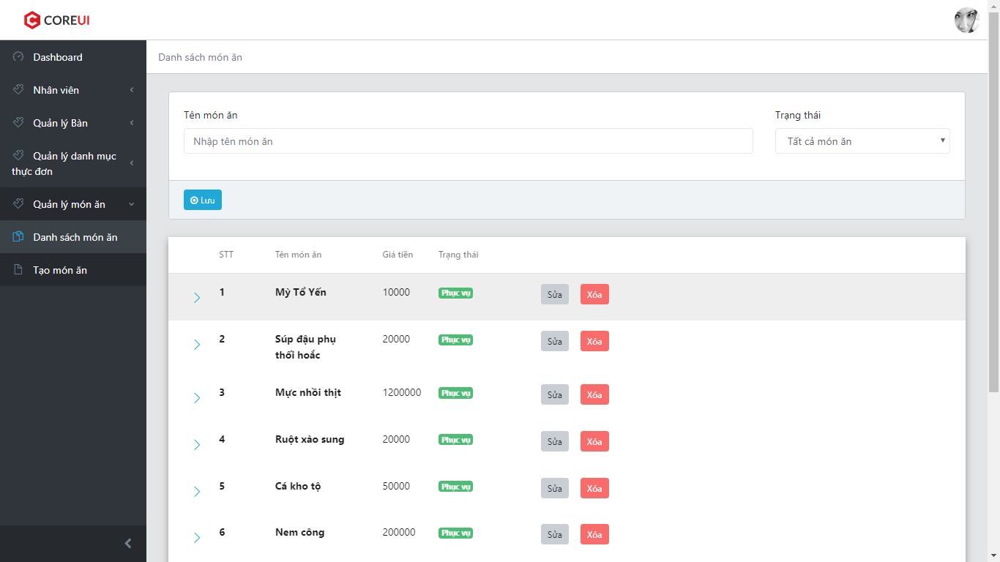 COREUI
Dashboard
Nhân viên
Quản lý Bàn
Quản lý danh mục
thực đơn
Quản lý món ăn
Danh sách món ăn
Tạo món ăn
Danh sách món ăn
Tên món ăn
Trạng thái
Nhập tên món ăn
Tất cả món ăn
Lưu
STT Tên món ăn Giá tiền Trạng thái
1 Mỳ Tổ Yến 10000 Phục vụ Sửa Xóa
2 Súp đậu phụ 20000 Phục vụ Sửa Xóa
thối hoắc
3 Mực nhồi thịt 1200000 Phục vụ Sửa Xóa
4 Ruột xào sung 20000 Phục vụ Sửa Xóa
5 Cá kho tộ 50000 Phục vụ Sửa Xóa
6 Nem công 200000 Phục vụ Sửa Xóa